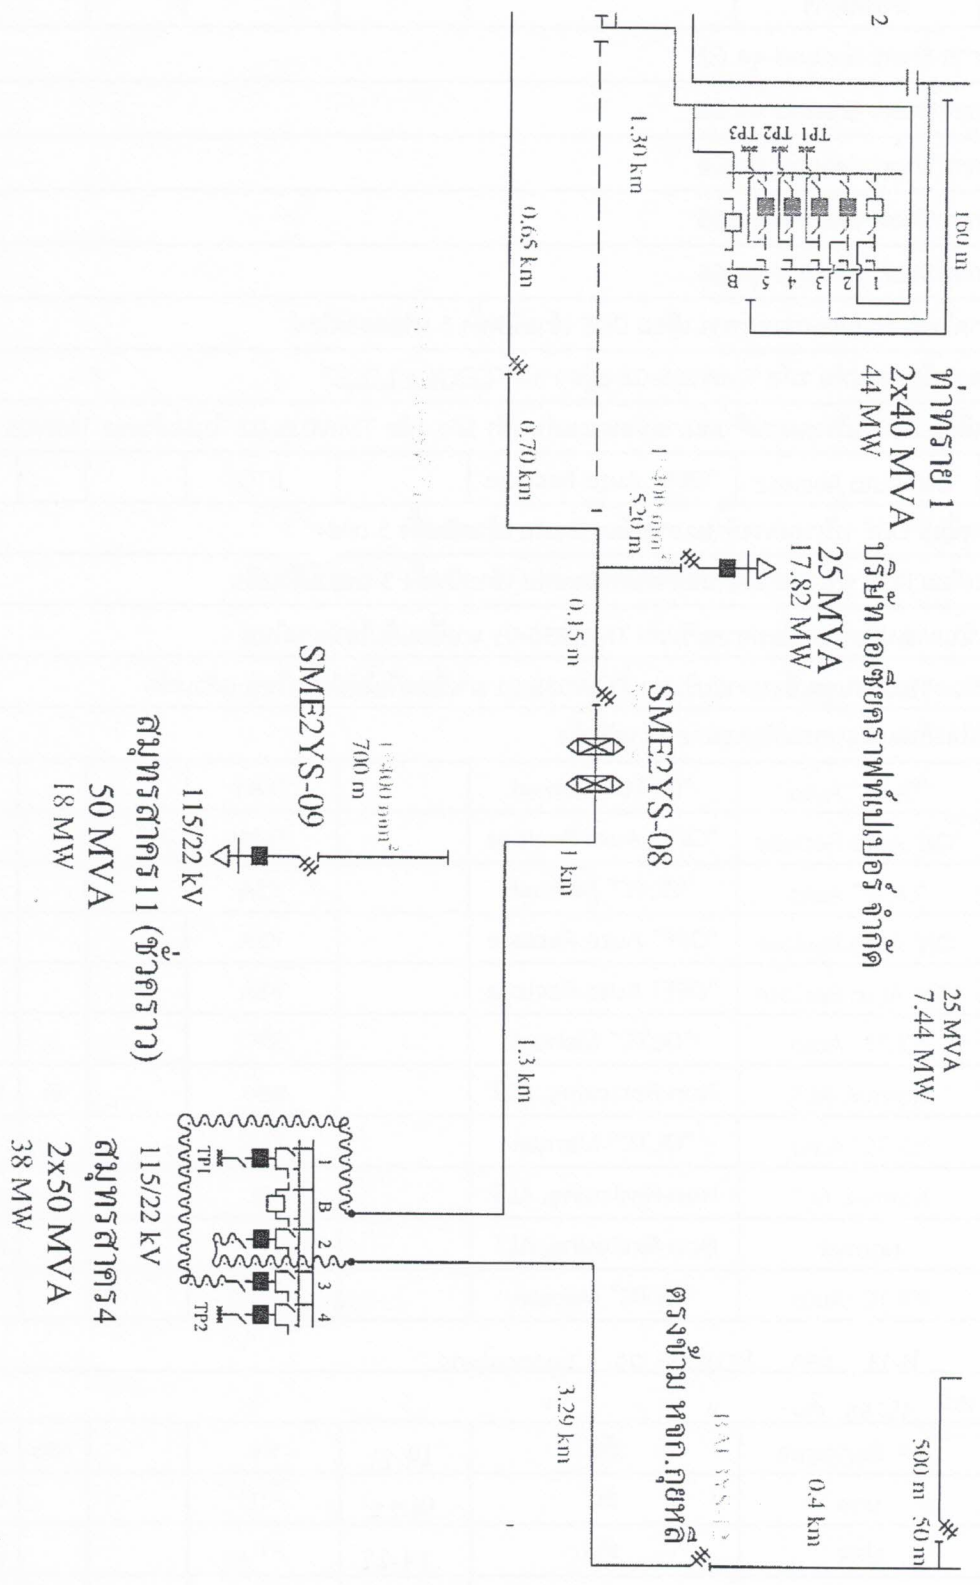 2
160 m
TP1 TP2 TP3
1 2 3 4 5 B
1.30 km
0.65 km
ท่าทราย 1
2x40 MVA
44 MW
0.70 km
520 m
บริษัท เอเซียคราฟท์เปเปอร์ จำกัด
25 MVA
17.82 MW
0.15 m
SME2YS-08
1 km
400 mm²
700 m
SME2YS-09
115/22 kV
สมุทรสาคร11 (ชั่วคราว)
50 MVA
18 MW
25 MVA
7.44 MW
1.3 km
1 B 2 3 4
TP1
TP2
115/22 kV
สมุทรสาคร4
2x50 MVA
38 MW
ตรงข้าม หจก.กุยหลี
3.29 km
0.4 km
500 m
50 m